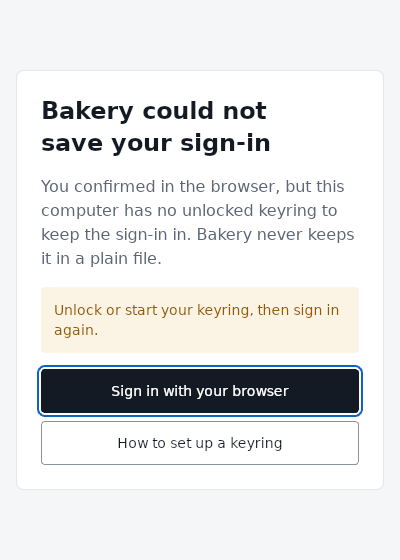 Bakery could not
save your sign-in
You confirmed in the browser, but this
computer has no unlocked keyring to
keep the sign-in in. Bakery never keeps
it in a plain file.
Unlock or start your keyring, then sign in
again.
Sign in with your browser
How to set up a keyring